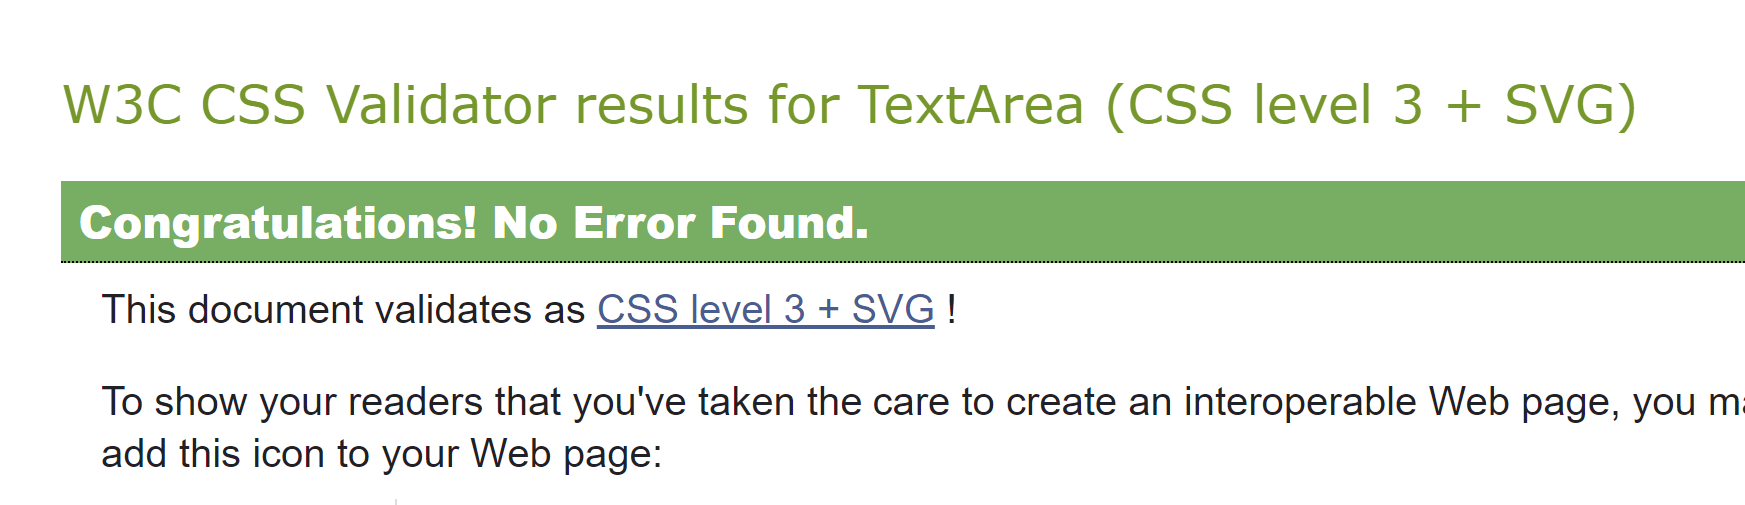 W3C CSS Validator results for TextArea (CSS level 3 + SVG)
Congratulations! No Error Found.
This document validates as CSS level 3 + SVG !
To show your readers that you've taken the care to create an interoperable Web page, you
add this icon to your Web page: